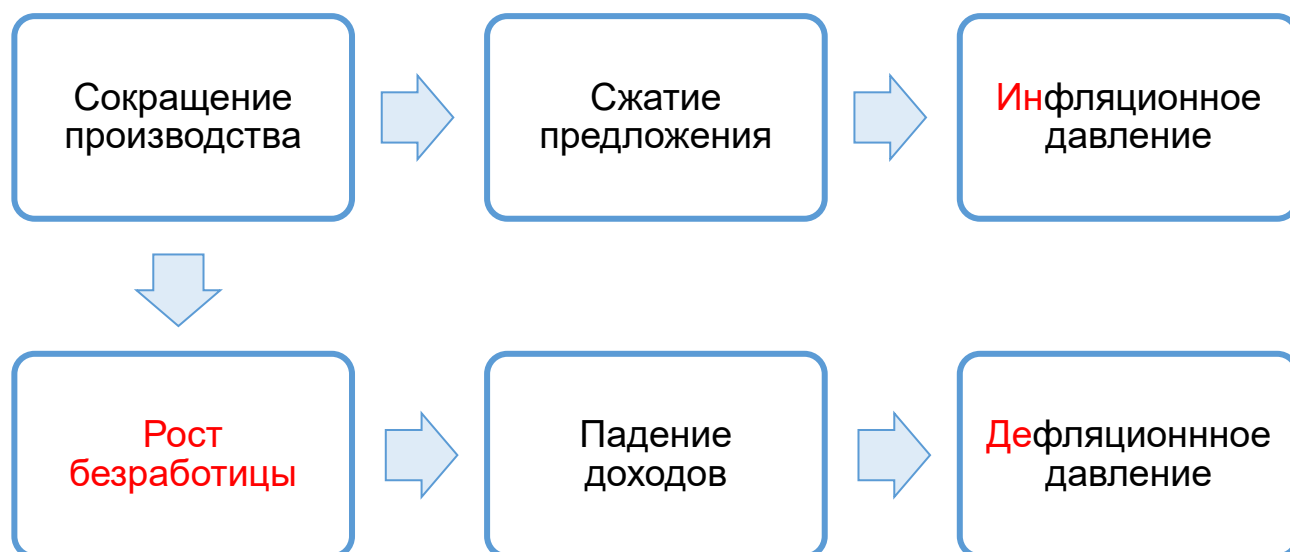 Сокращение
производства
Сжатие
предложения
Инфляционное
давление
Рост
безработицы
Падение
доходов
Дефляционнное
давление